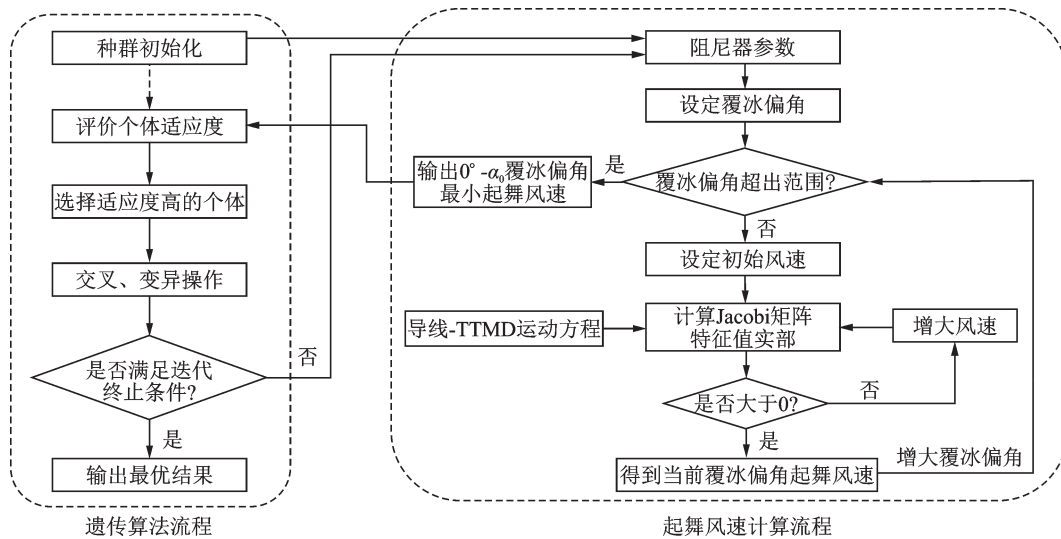 种群初始化
评价个体适应度
选择适应度高的个体
交叉、变异操作
是否满足迭代
终止条件?
否
是
输出最优结果
遗传算法流程
阻尼器参数
设定覆冰偏角
覆冰偏角超出范围?
是
输出0° -α₀覆冰偏角
最小起舞风速
否
设定初始风速
导线-TTMD运动方程
计算Jacobi矩阵
特征值实部
增大风速
是否大于0?
否
是
得到当前覆冰偏角起舞风速
增大覆冰偏角
起舞风速计算流程